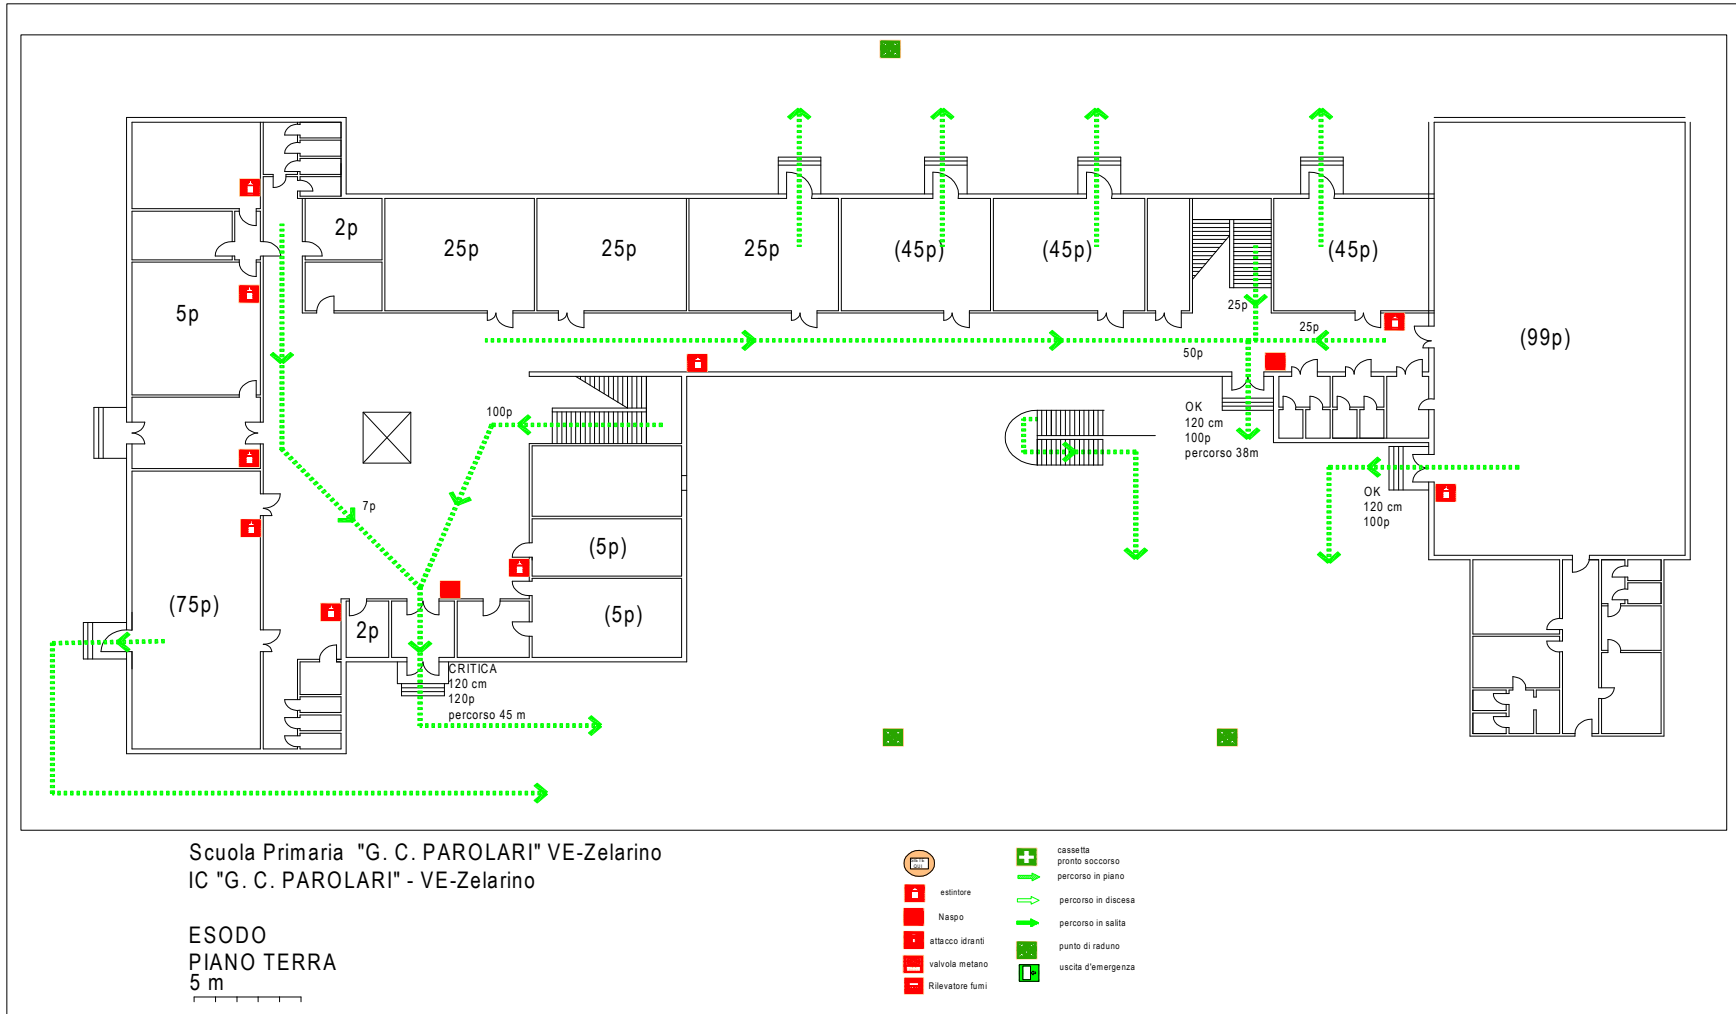 2p
25p
25p
25p
(45p)
(45p)
(45p)
5p
25p
25p
50p
(99p)
100p
OK
120 cm
100p
percorso 38m
OK
120 cm
100p
7p
(5p)
(75p)
(5p)
2p
CRITICA
120 cm
120p
percorso 45 m
Scuola Primaria "G. C. PAROLARI" VE-Zelarino
IC "G. C. PAROLARI" - VE-Zelarino
ESODO
PIANO TERRA
5 m
estintore
Naspo
attacco idranti
valvola metano
Rilevatore fumi
cassetta
pronto soccorso
percorso in piano
percorso in discesa
percorso in salita
punto di raduno
uscita d'emergenza